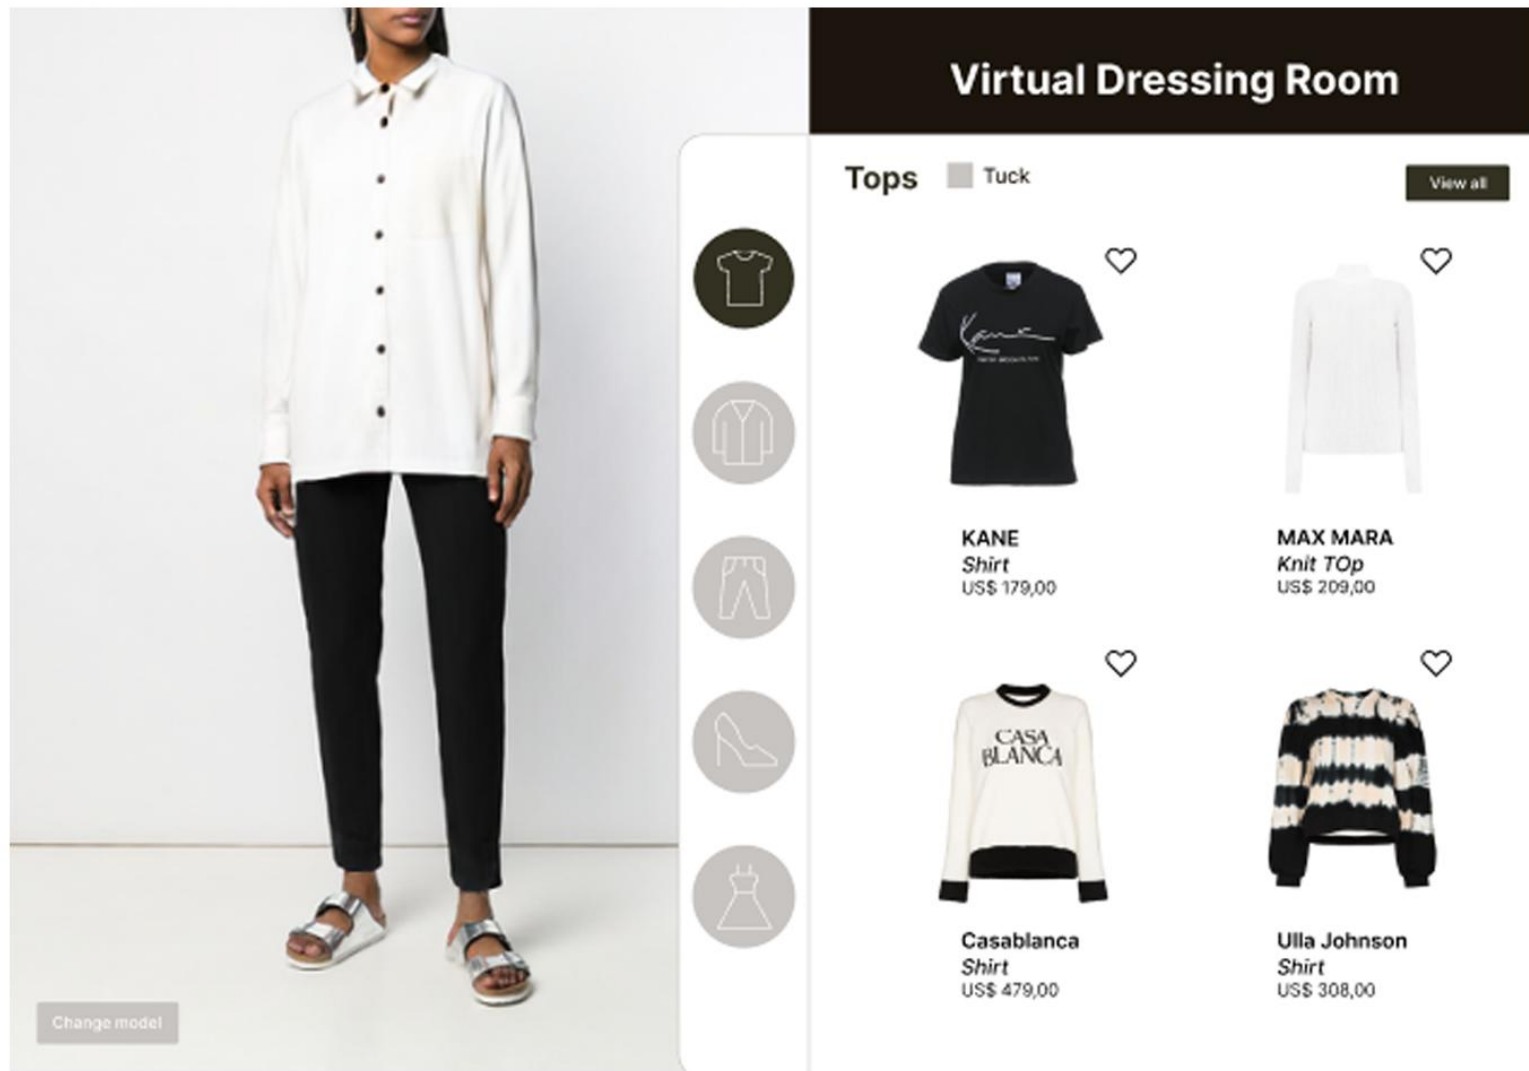 Virtual Dressing Room
Tops
Tuck
View all
Kane
KANE
Shirt
US$ 179,00
MAX MARA
Knit TOp
US$ 209,00
CASA
BLANCA
Casablanca
Shirt
US$ 479,00
Ulla Johnson
Shirt
US$ 308,00
Change model